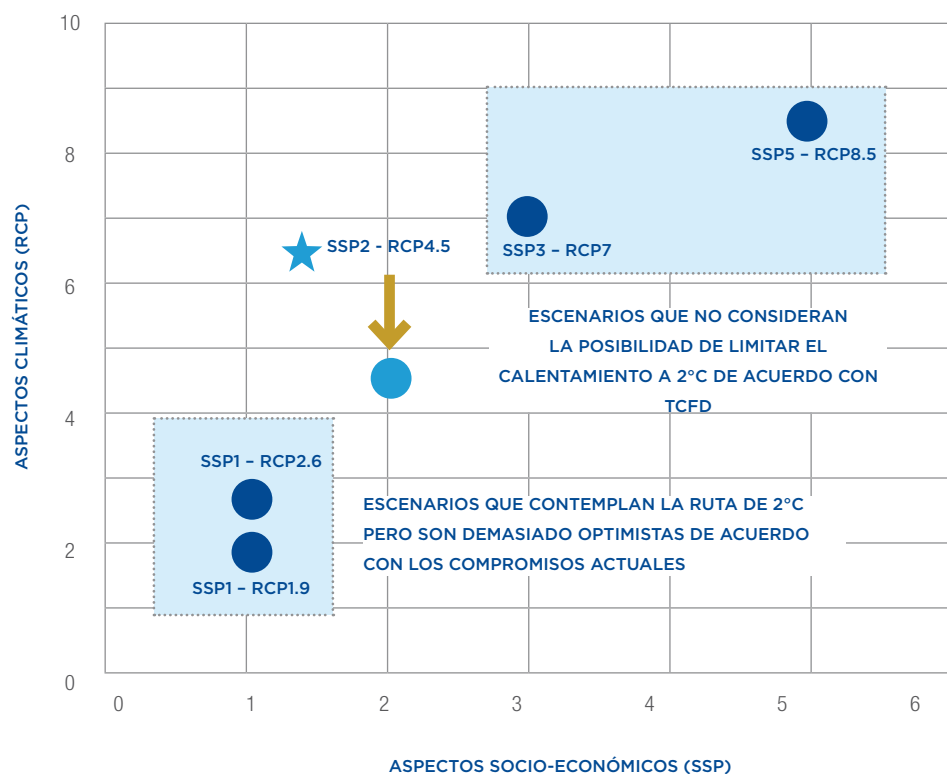 10
8
6
4
2
0
ASPECTOS CLIMÁTICOS (RCP)
SSP5 – RCP8.5
SSP2 - RCP4.5
SSP3 – RCP7
ESCENARIOS QUE NO CONSIDERAN
LA POSIBILIDAD DE LIMITAR EL
CALENTAMIENTO A 2°C DE ACUERDO CON
TCFD
SSP1 – RCP2.6
ESCENARIOS QUE CONTEMPLAN LA RUTA DE 2°C
PERO SON DEMASIADO OPTIMISTAS DE ACUERDO
CON LOS COMPROMISOS ACTUALES
SSP1 – RCP1.9
0 1 2 3 4 5 6
ASPECTOS SOCIO-ECONÓMICOS (SSP)